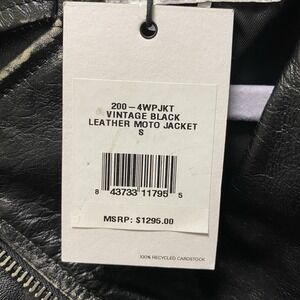 200-4WPJKT
VINTAGE BLACK
LEATHER MOTO JACKET
S
8 43733 11795 5
MSRP: $1295.00
100% RECYCLED CARDSTOCK